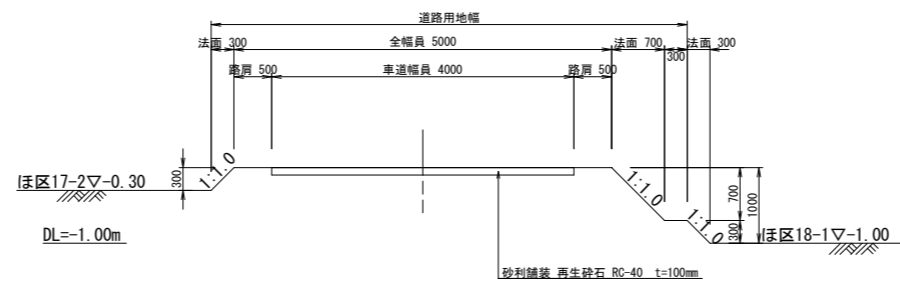 道路用地幅
法面 300
全幅員 5000
法面 700
300
法面 300
路肩 500
車道幅員 4000
路肩 500
ほ区17-2▽-0.30
300
1:1.0
1:1.0
700
1000
1:1.0
300
ほ区18-1▽-1.00
DL=-1.00m
砂利舗装 再生砕石 RC-40 t=100mm